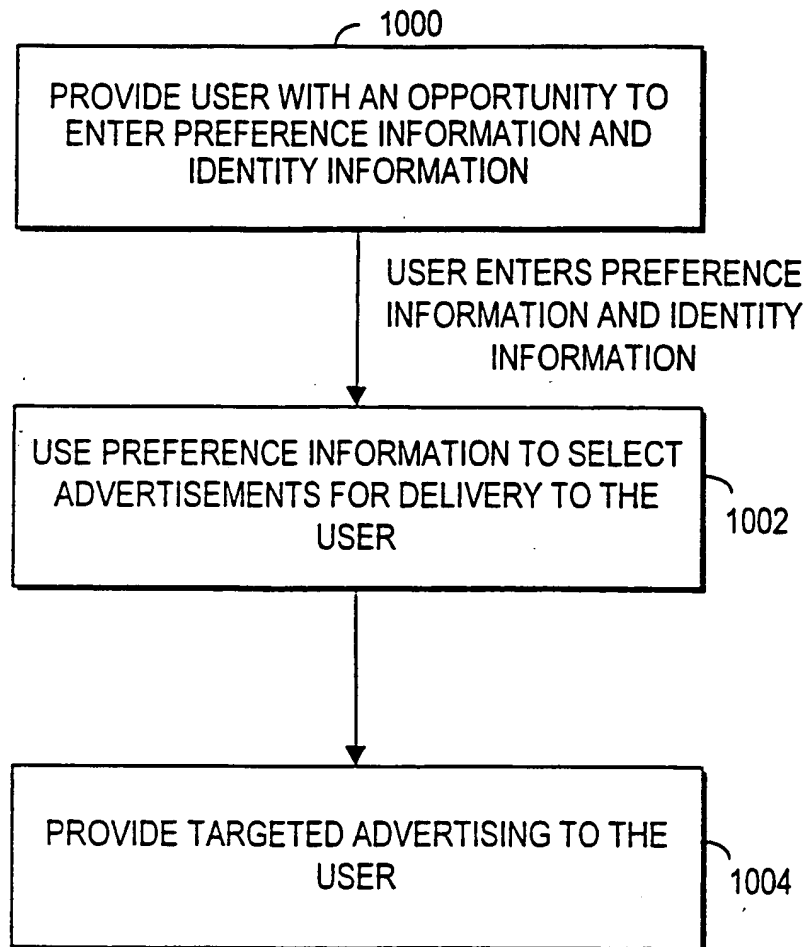 1000
PROVIDE USER WITH AN OPPORTUNITY TO
ENTER PREFERENCE INFORMATION AND
IDENTITY INFORMATION
USER ENTERS PREFERENCE
INFORMATION AND IDENTITY
INFORMATION
USE PREFERENCE INFORMATION TO SELECT
ADVERTISEMENTS FOR DELIVERY TO THE
USER
1002
PROVIDE TARGETED ADVERTISING TO THE
USER
1004